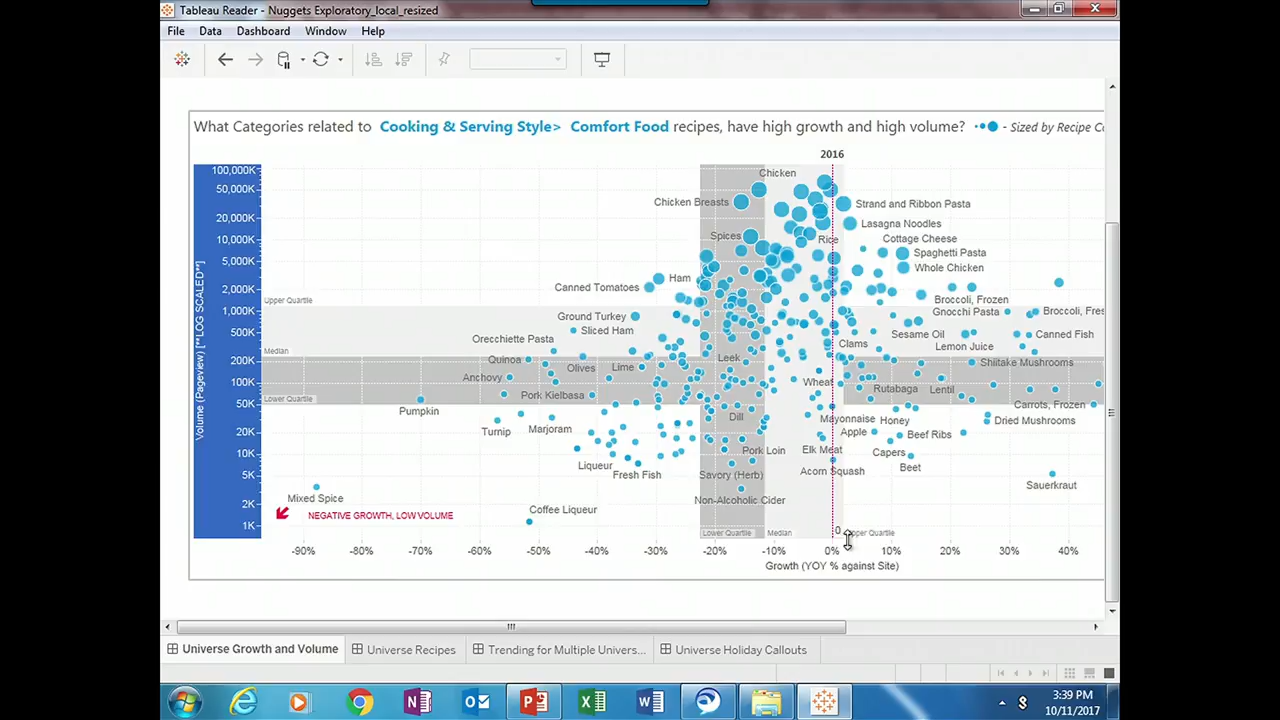 Tableau Reader - Nuggets Exploratory_local_resized
File Data Dashboard Window Help
What Categories related to Cooking & Serving Style> Comfort Food recipes, have high growth and high volume? - Sized by Recipe Co
2016
100,000K
50,000K
20,000K
10,000K
5,000K
2,000K
1,000K
500K
200K
100K
50K
20K
10K
5K
2K
1K
Volume (Pageview) [**LOG SCALED**]
Chicken
Chicken Breasts
Strand and Ribbon Pasta
Lasagna Noodles
Spices
Rice
Cottage Cheese
Spaghetti Pasta
Whole Chicken
Ham
Canned Tomatoes
Upper Quartile
Broccoli, Frozen
Gnocchi Pasta
Broccoli, Fres
Ground Turkey
Sliced Ham
Sesame Oil
Canned Fish
Orecchiette Pasta
Clams
Lemon Juice
Median
Quinoa
Olives
Lime
Leek
Shiitake Mushrooms
Anchovy
Wheat
Rutabaga
Lentil
Pork Kielbasa
Lower Quartile
Carrots, Frozen
Pumpkin
Dill
Mayonnaise
Honey
Dried Mushrooms
Turnip
Marjoram
Apple
Beef Ribs
Pork Loin
Elk Meat
Capers
Liqueur
Fresh Fish
Savory (Herb)
Acorn Squash
Beet
Sauerkraut
Mixed Spice
Non-Alcoholic Cider
NEGATIVE GROWTH, LOW VOLUME
Coffee Liqueur
Lower Quartile
Median
0
Upper Quartile
-90% -80% -70% -60% -50% -40% -30% -20% -10% 0% 10% 20% 30% 40%
Growth (YOY % against Site)
Universe Growth and Volume Universe Recipes Trending for Multiple Univers... Universe Holiday Callouts
3:39 PM
10/11/2017